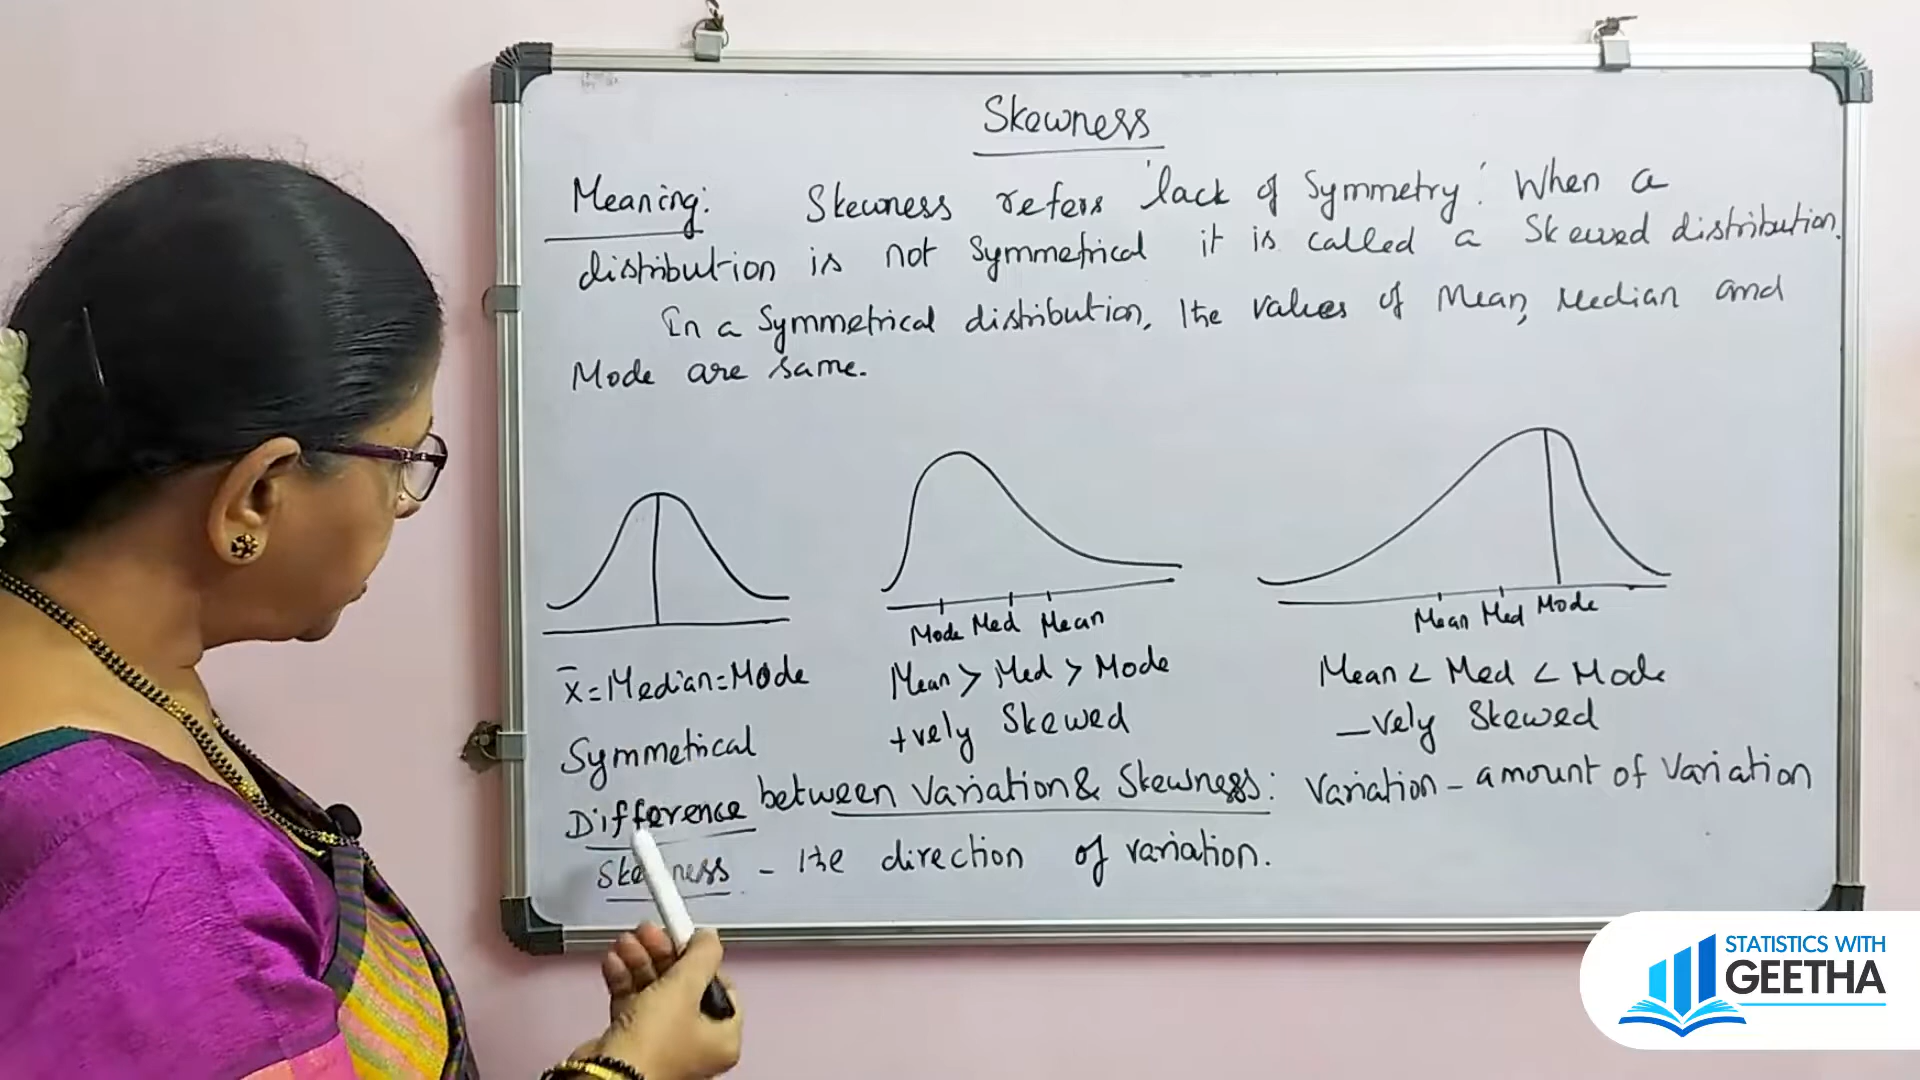 Skewness
Meaning: Skewness refers 'lack of Symmetry'. When a
distribution is not Symmetrical it is called a Skewed distribution.
In a Symmetrical distribution, the values of Mean, Median and
Mode are same.
Mode Med Mean
Mean Med Mode
x̄ = Median = Mode
Symmetrical
Mean > Med > Mode
+vely Skewed
Mean < Med < Mode
–vely Skewed
Difference between Variation & Skewness: Variation – amount of Variation
Skewness – the direction of variation.
STATISTICS WITH
GEETHA